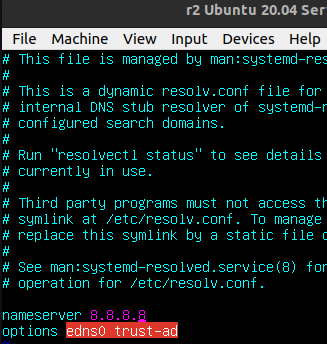 r2 Ubuntu 20.04 Ser
File Machine View Input Devices Help
# This file is managed by man:systemd-res
#
# This is a dynamic resolv.conf file for
# internal DNS stub resolver of systemd-r
# configured search domains.
#
# Run "resolvectl status" to see details
# currently in use.
#
# Third party programs must not access th
# symlink at /etc/resolv.conf. To manage
# replace this symlink by a static file o
#
# See man:systemd-resolved.service(8) for
# operation for /etc/resolv.conf.
nameserver 8.8.8.8
options edns0 trust-ad